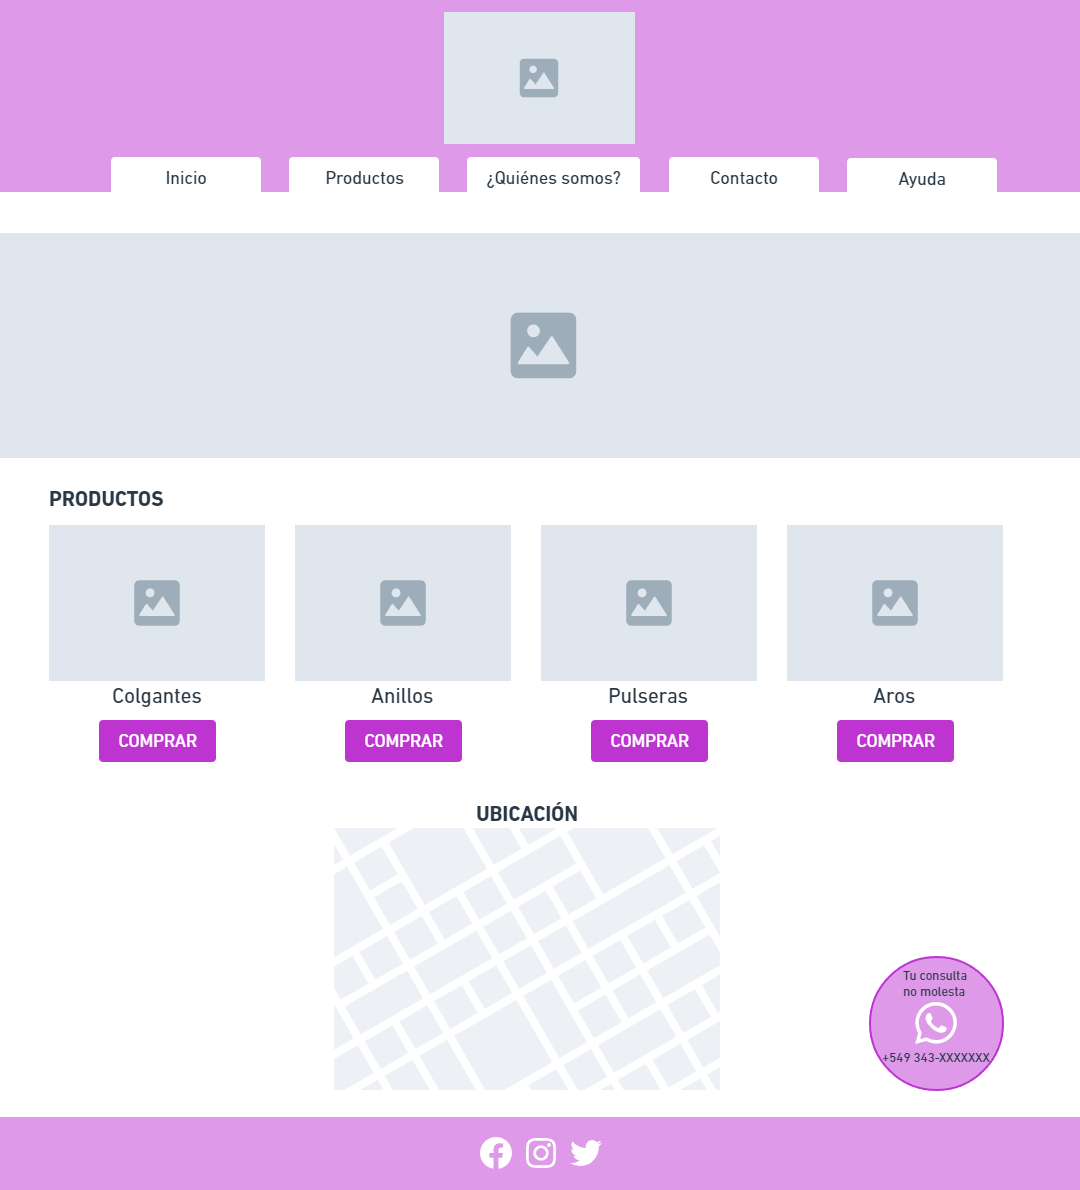 Inicio
Productos
¿Quiénes somos?
Contacto
Ayuda
PRODUCTOS
Colgantes
Anillos
Pulseras
Aros
COMPRAR
COMPRAR
COMPRAR
COMPRAR
UBICACIÓN
Tu consulta
no molesta
+549 343-XXXXXXX